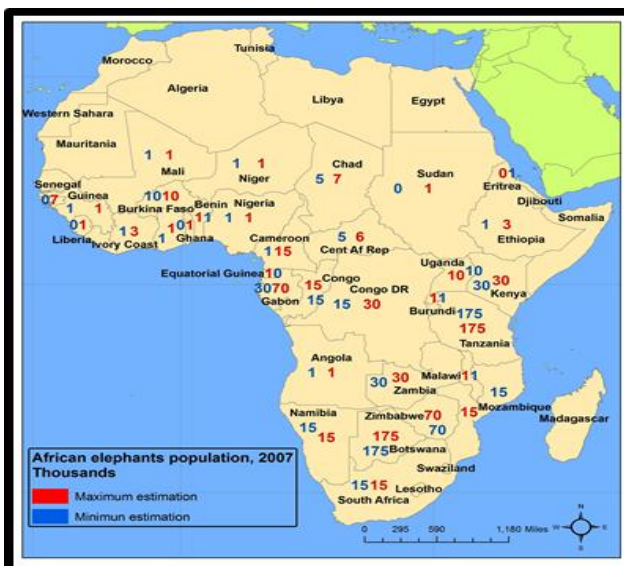 Tunisia
Morocco
Algeria
Libya
Egypt
Western Sahara
Mauritania
1 1
Mali
1 1
Niger
Chad
5 7
Sudan
0 1
0 1
Eritrea
Djibouti
Somalia
Senegal
0 7
Guinea
1 1
10 10
Burkina Faso
Benin
1 1
Nigeria
1 1
1 3
Ethiopia
0 1
Liberia
1 3
Ivory Coast
1 0 1
1
Ghana
Cameroon
1 15
5 6
Cent Af Rep
Equatorial Guinea
1 0
30 70
Gabon
15 Congo
15
Congo DR
15 30
Uganda
10 10
30 30
Kenya
1 1
Burundi
175
175
Tanzania
Angola
1 1
30 30
Zambia
Malawi 1 1
15
Mozambique
15
Madagascar
Namibia
15
15
Zimbabwe 70
70
175
175 Botswana
Swaziland
15 15
Lesotho
South Africa
African elephants population, 2007
Thousands
Maximum estimation
Minimun estimation
0 295 590 1,180 Miles
N
W E
S